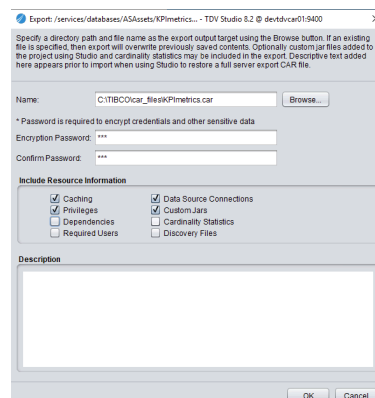 Export: /services/databases/ASAssets/KPImetrics... - TDV Studio 8.2 @ devtdvcar01:9400
Specify a directory path and file name as the export output target using the Browse button. If an existing
file is specified, then export will overwrite previously saved contents. Optionally custom jar files added to
the project using Studio and cardinality statistics may be included in the export. Descriptive text added
here appears prior to import when using Studio to restore a full server export CAR file.
Name: C:\TIBCO\car_files\KPImetrics.car Browse...
* Password is required to encrypt credentials and other sensitive data
Encryption Password: ***
Confirm Password: ***
Include Resource Information
Caching Data Source Connections
Privileges Custom Jars
Dependencies Cardinality Statistics
Required Users Discovery Files
Description
OK Cancel